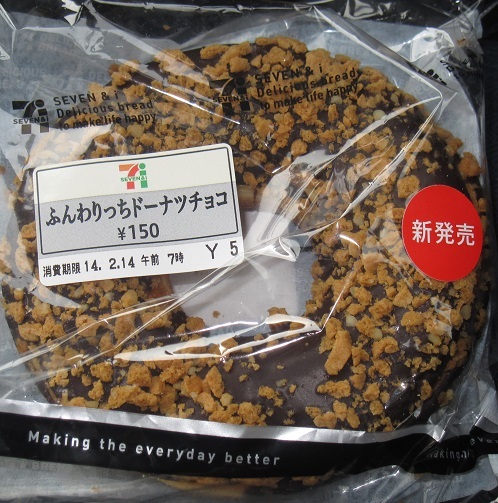 SEVEN & i
Delicious bread
to make life happy
SEVEN & i
Delicious bread
to make life happy
SEVEN&i
ふんわりっちドーナツチョコ
¥150
消費期限 14. 2.14 午前 7時 Y 5
新発売
Making the everyday better